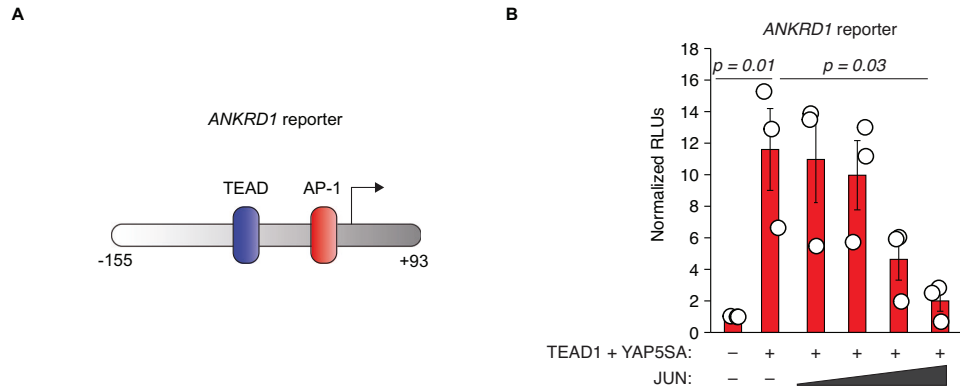 A
ANKRD1 reporter
TEAD AP-1
-155 +93
B
ANKRD1 reporter
p = 0.01 p = 0.03
Normalized RLUs
18
16
14
12
10
8
6
4
2
0
TEAD1 + YAP5SA: – + + + + +
JUN: – –